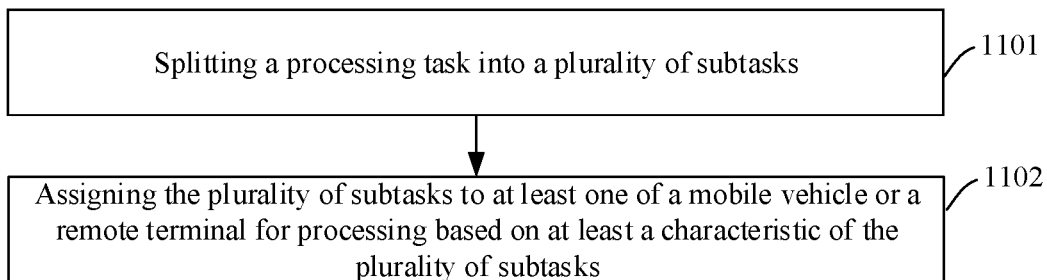 Splitting a processing task into a plurality of subtasks
1101
Assigning the plurality of subtasks to at least one of a mobile vehicle or a
remote terminal for processing based on at least a characteristic of the
plurality of subtasks
1102